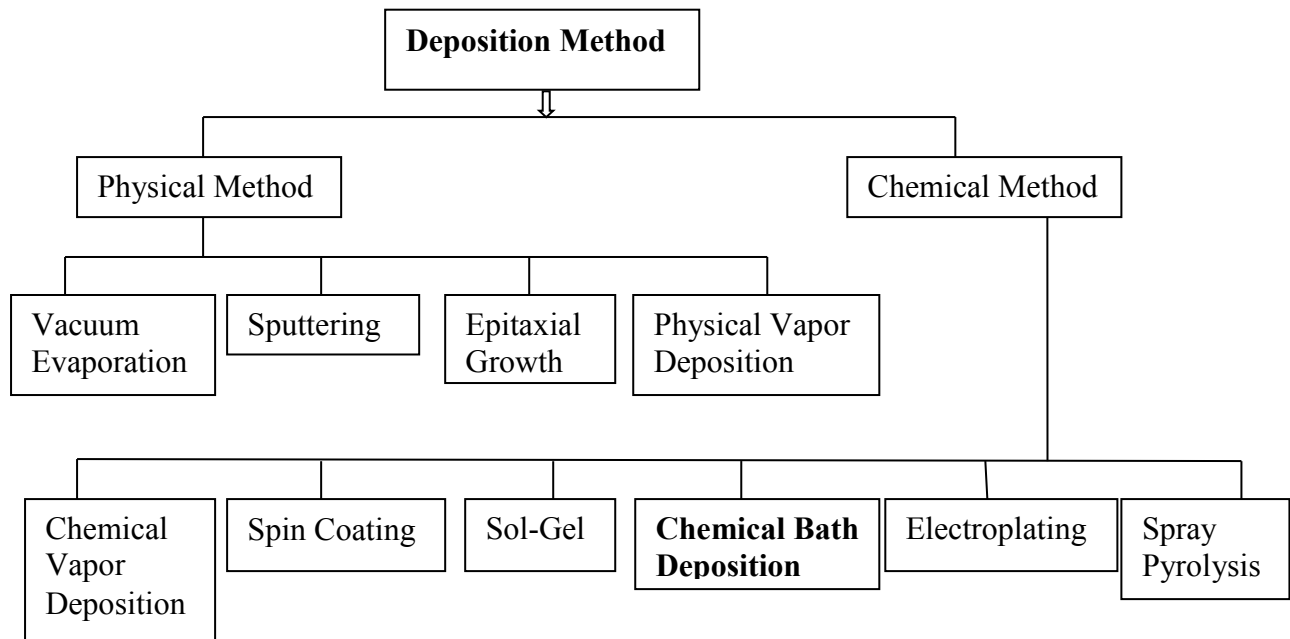 Deposition Method
Physical Method
Chemical Method
Vacuum
Evaporation
Sputtering
Epitaxial
Growth
Physical Vapor
Deposition
Chemical
Vapor
Deposition
Spin Coating
Sol-Gel
Chemical Bath
Deposition
Electroplating
Spray
Pyrolysis